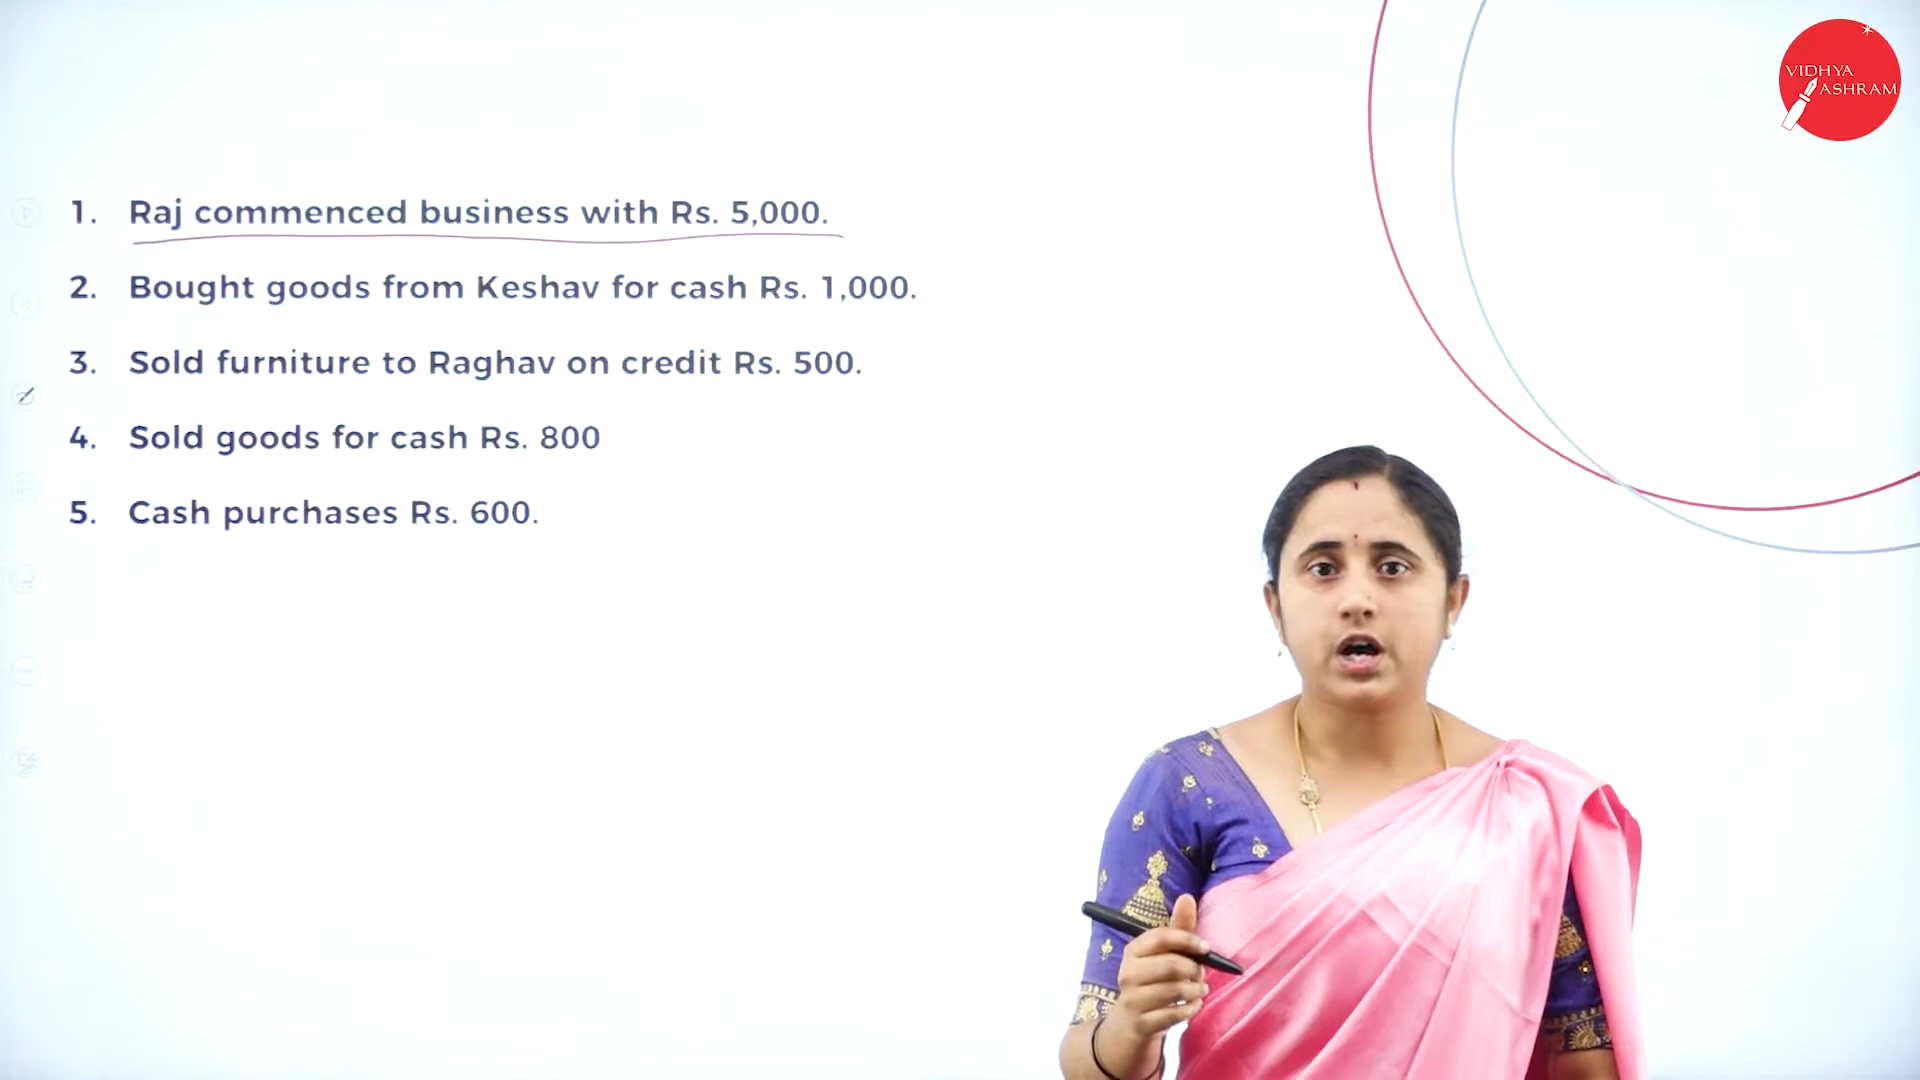 VIDHYA
ASHRAM
1. Raj commenced business with Rs. 5,000.
2. Bought goods from Keshav for cash Rs. 1,000.
3. Sold furniture to Raghav on credit Rs. 500.
4. Sold goods for cash Rs. 800
5. Cash purchases Rs. 600.